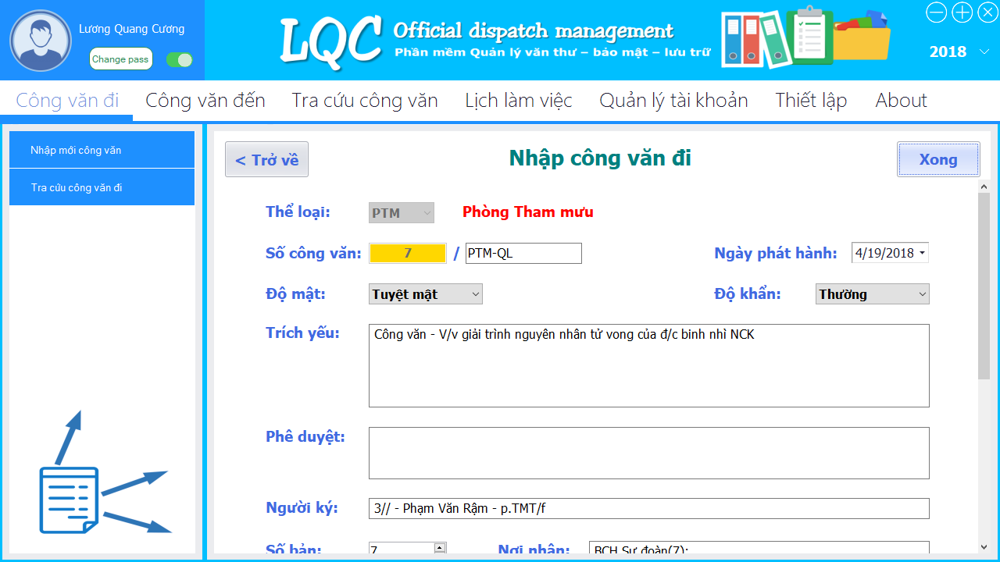 Lương Quang Cương
Change pass
LQC Official dispatch management
Phần mềm Quản lý văn thư – bảo mật – lưu trữ
2018
Công văn đi Công văn đến Tra cứu công văn Lịch làm việc Quản lý tài khoản Thiết lập About
Nhập mới công văn
Tra cứu công văn đi
< Trở về Nhập công văn đi Xong
Thể loại: PTM Phòng Tham mưu
Số công văn: 7 / PTM-QL Ngày phát hành: 4/19/2018
Độ mật: Tuyệt mật Độ khẩn: Thường
Trích yếu: Công văn - V/v giải trình nguyên nhân tử vong của đ/c binh nhì NCK
Phê duyệt:
Người ký: 3// - Phạm Văn Rậm - p.TMT/f
Số bản: 7 Nơi nhận: BCH Sư đoàn(7);